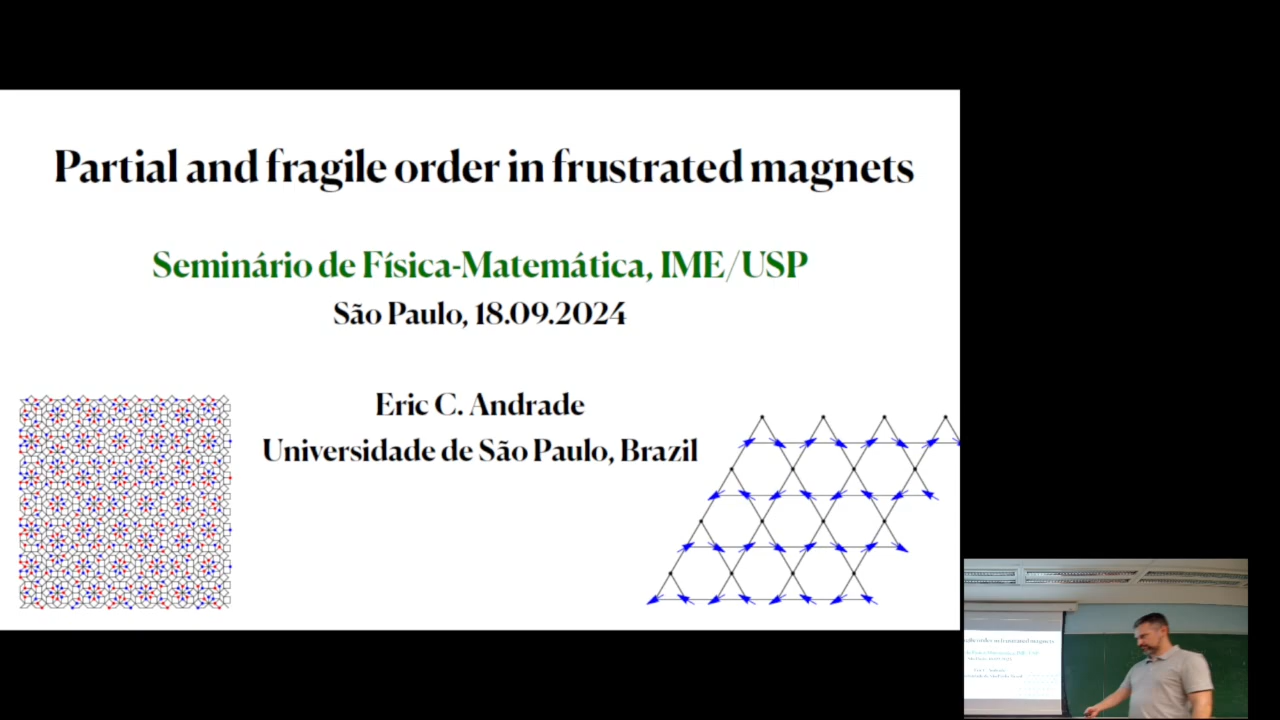 Partial and fragile order in frustrated magnets
Seminário de Física-Matemática, IME/USP
São Paulo, 18.09.2024
Eric C. Andrade
Universidade de São Paulo, Brazil